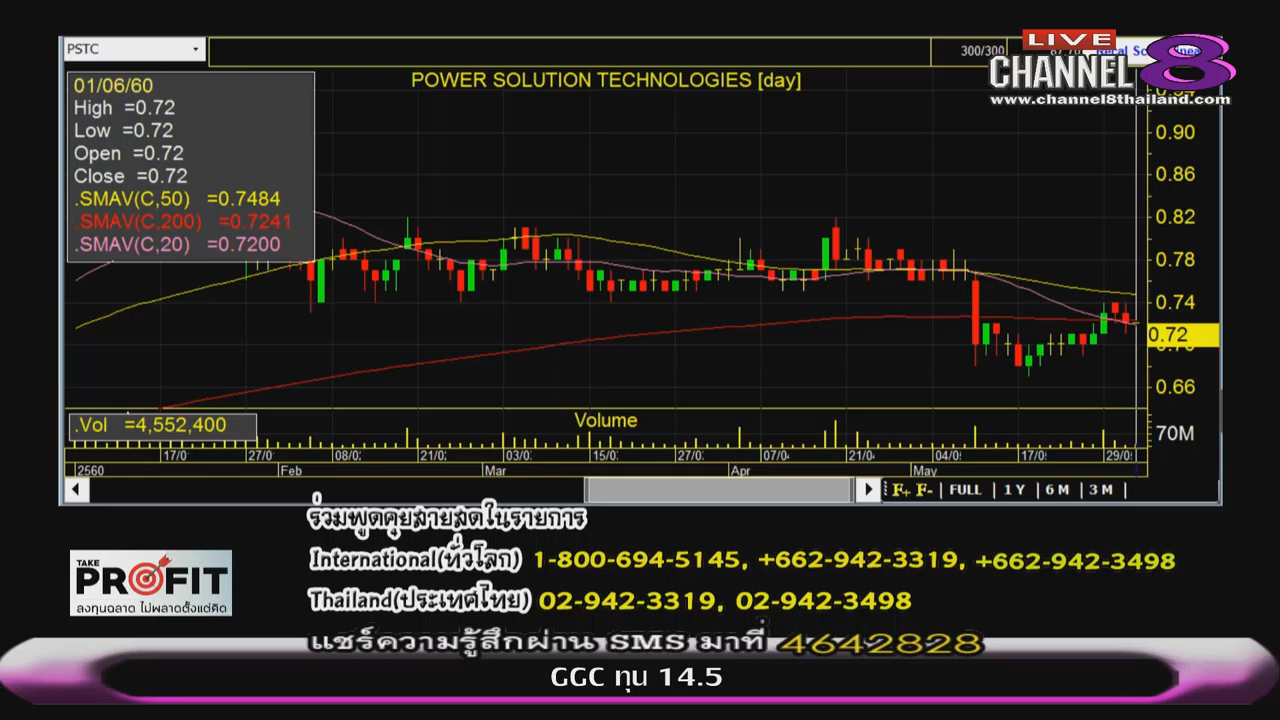 PSTC
300/300
LIVE
CHANNEL 8
www.channel8thailand.com
POWER SOLUTION TECHNOLOGIES [day]
01/06/60
High =0.72
Low =0.72
Open =0.72
Close =0.72
.SMAV(C,50) =0.7484
.SMAV(C,200) =0.7241
.SMAV(C,20) =0.7200
0.90
0.86
0.82
0.78
0.74
0.72
0.66
.Vol =4,552,400
Volume
70M
17/0 27/0 08/0 21/0 03/0 15/0 27/0 07/0 21/0 04/0 17/0 29/0
2560 Feb Mar Apr May
F+ F- | FULL | 1 Y | 6 M | 3 M |
ร่วมพูดคุยสายสดในรายการ
International(ทั่วโลก) 1-800-694-5145, +662-942-3319, +662-942-3498
TAKE
PROFIT
ลงทุนฉลาด ไม่พลาดตั้งแต่คิด
Thailand(ประเทศไทย) 02-942-3319, 02-942-3498
แชร์ความรู้สึกผ่าน SMS มาที่ 4642828
GGC ทุน 14.5